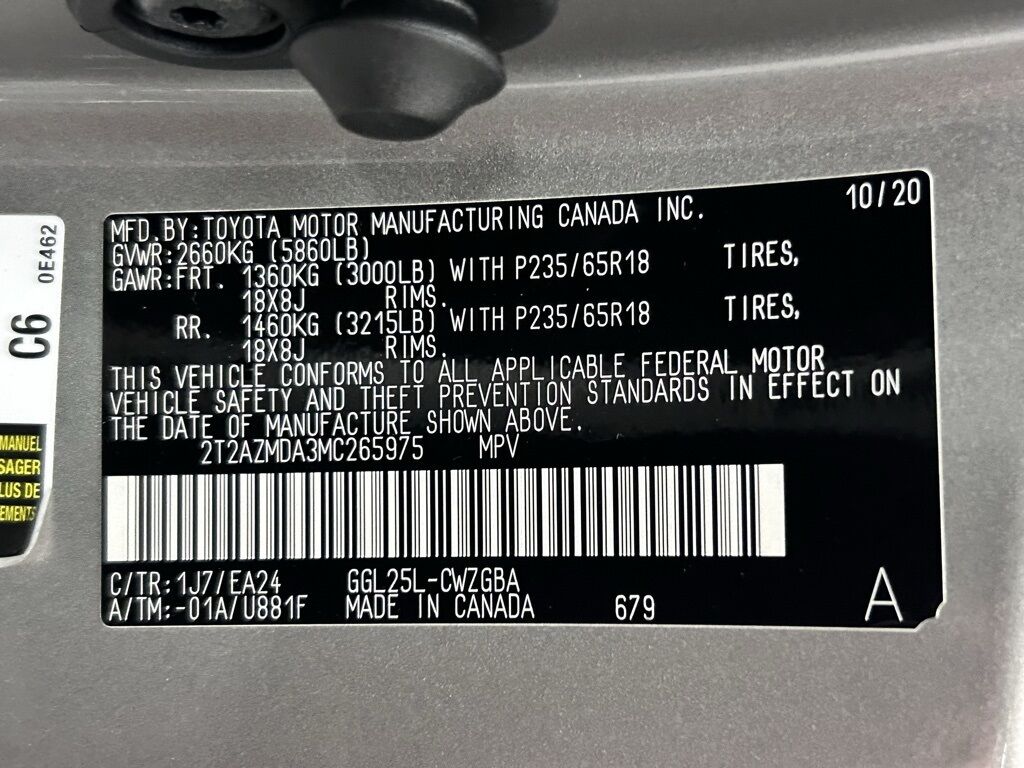 10/20
MFD.BY:TOYOTA MOTOR MANUFACTURING CANADA INC.
GVWR:2660KG (5860LB)
GAWR:FRT. 1360KG (3000LB) WITH P235/65R18 TIRES,
18X8J RIMS.
RR. 1460KG (3215LB) WITH P235/65R18 TIRES,
18X8J RIMS.
THIS VEHICLE CONFORMS TO ALL APPLICABLE FEDERAL MOTOR
VEHICLE SAFETY AND THEFT PREVENTION STANDARDS IN EFFECT ON
THE DATE OF MANUFACTURE SHOWN ABOVE.
2T2AZMDA3MC265975 MPV
C/TR:1J7/EA24 GGL25L-CWZGBA
A/TM:-01A/U881F MADE IN CANADA 679 A
C6 0E462
MANUEL
SAGER
LUS DE
EMENTS